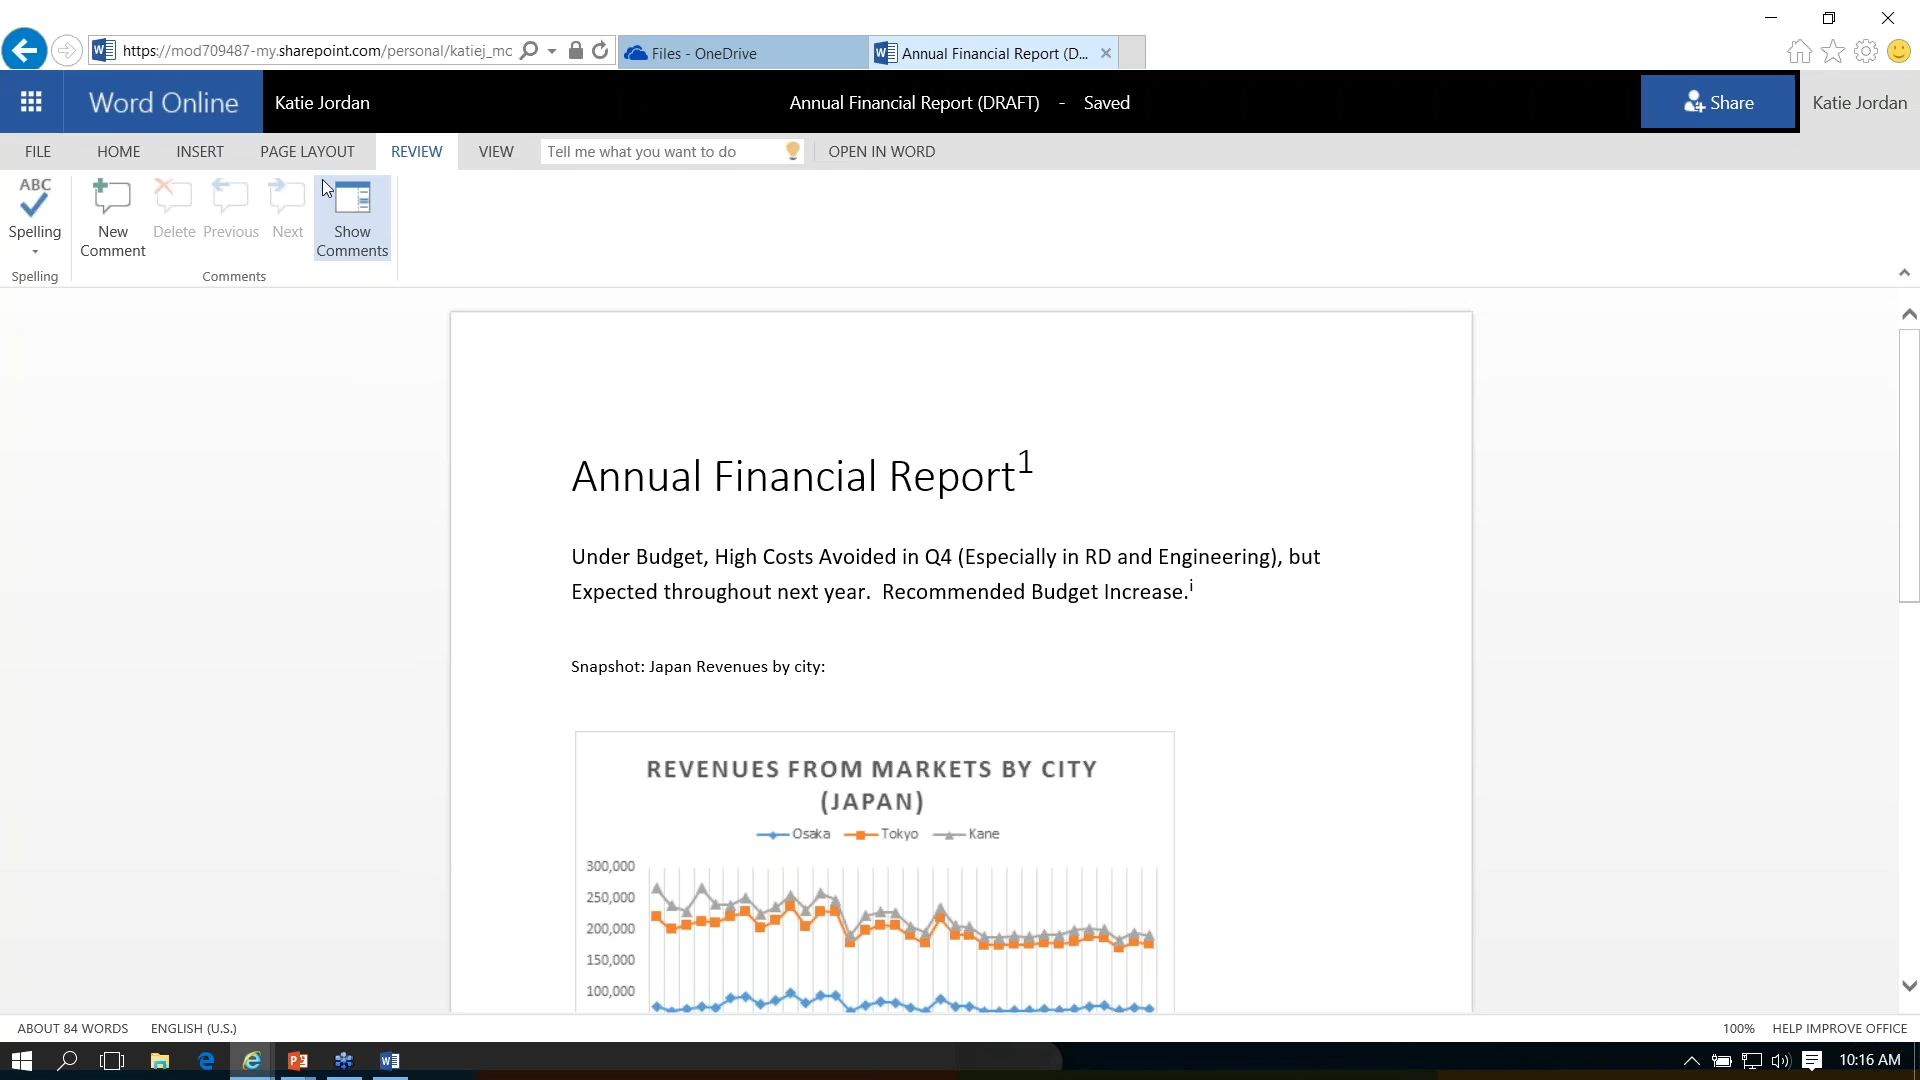 https://mod709487-my.sharepoint.com/personal/katiej_mc
Files - OneDrive
Annual Financial Report (D...
Word Online
Katie Jordan
Annual Financial Report (DRAFT) - Saved
Share
Katie Jordan
FILE
HOME
INSERT
PAGE LAYOUT
REVIEW
VIEW
Tell me what you want to do
OPEN IN WORD
ABC
Spelling
New
Comment
Delete
Previous
Next
Show
Comments
Spelling
Comments
Annual Financial Report1
Under Budget, High Costs Avoided in Q4 (Especially in RD and Engineering), but
Expected throughout next year. Recommended Budget Increase.i
Snapshot: Japan Revenues by city:
REVENUES FROM MARKETS BY CITY
(JAPAN)
Osaka Tokyo Kane
300,000
250,000
200,000
150,000
100,000
ABOUT 84 WORDS
ENGLISH (U.S.)
100%
HELP IMPROVE OFFICE
10:16 AM